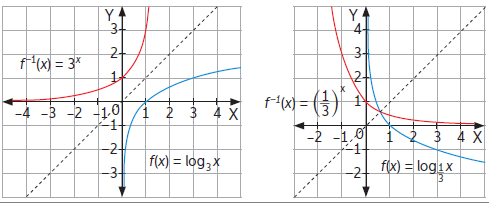 Y
3
2
f⁻¹(x) = 3ˣ
1
-4 -3 -2 -1 0 1 2 3 4 X
-1
-2
f(x) = log₃ x
-3
Y
4
3
2
f⁻¹(x) = (1/3)ˣ
1
-2 -1 0 1 2 3 4 X
-1
f(x) = log_{1/3} x
-2